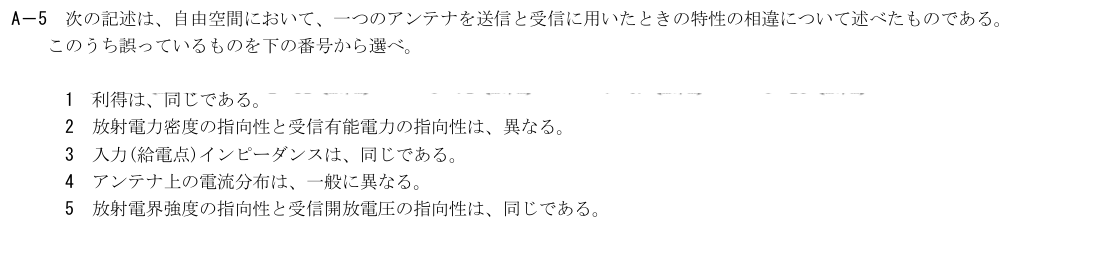 A－5　次の記述は、自由空間において、一つのアンテナを送信と受信に用いたときの特性の相違について述べたものである。
このうち誤っているものを下の番号から選べ。
1　利得は、同じである。
2　放射電力密度の指向性と受信有能電力の指向性は、異なる。
3　入力(給電点)インピーダンスは、同じである。
4　アンテナ上の電流分布は、一般に異なる。
5　放射電界強度の指向性と受信開放電圧の指向性は、同じである。